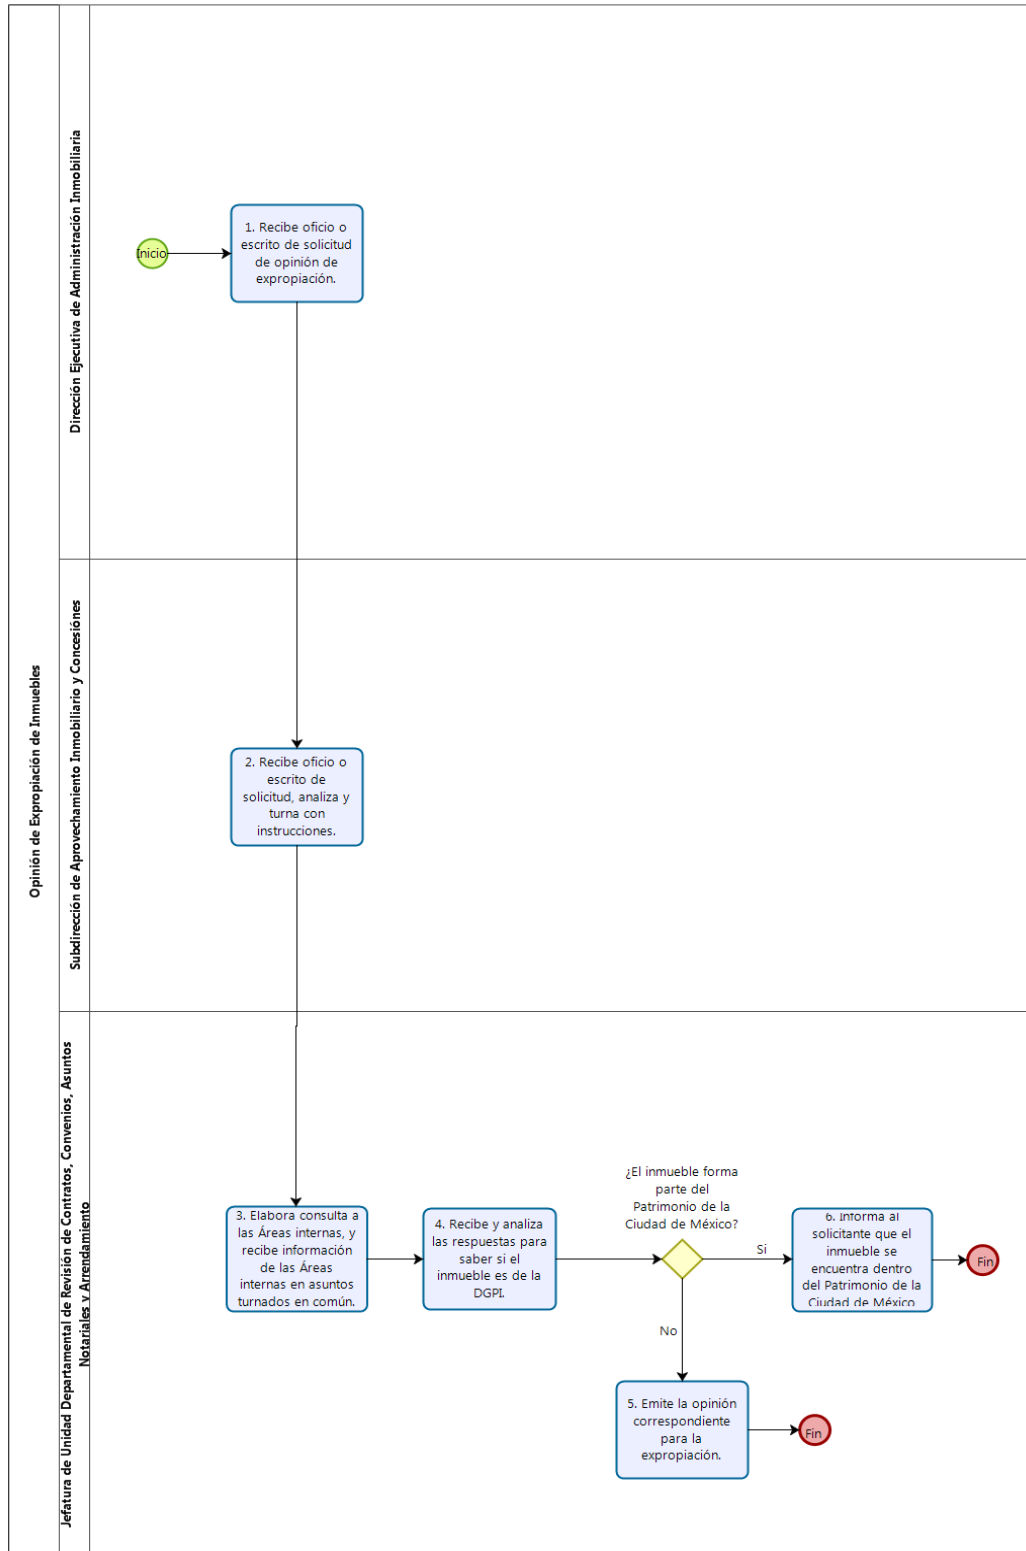 Opinión de Expropiación de Inmuebles
Dirección Ejecutiva de Administración Inmobiliaria
Inicio
1. Recibe oficio o
escrito de solicitud
de opinión de
expropiación.
Subdirección de Aprovechamiento Inmobiliario y Concesiónes
2. Recibe oficio o
escrito de
solicitud, analiza y
turna con
instrucciones.
Jefatura de Unidad Departamental de Revisión de Contratos, Convenios, Asuntos
Notariales y Arrendamiento
3. Elabora consulta a
las Áreas internas, y
recibe información
de las Áreas
internas en asuntos
turnados en común.
4. Recibe y analiza
las respuestas para
saber si el
inmueble es de la
DGPI.
¿El inmueble forma
parte del
Patrimonio de la
Ciudad de México?
Si
6. Informa al
solicitante que el
inmueble se
encuentra dentro
del Patrimonio de la
Ciudad de México
Fin
No
5. Emite la opinión
correspondiente
para la
expropiación.
Fin